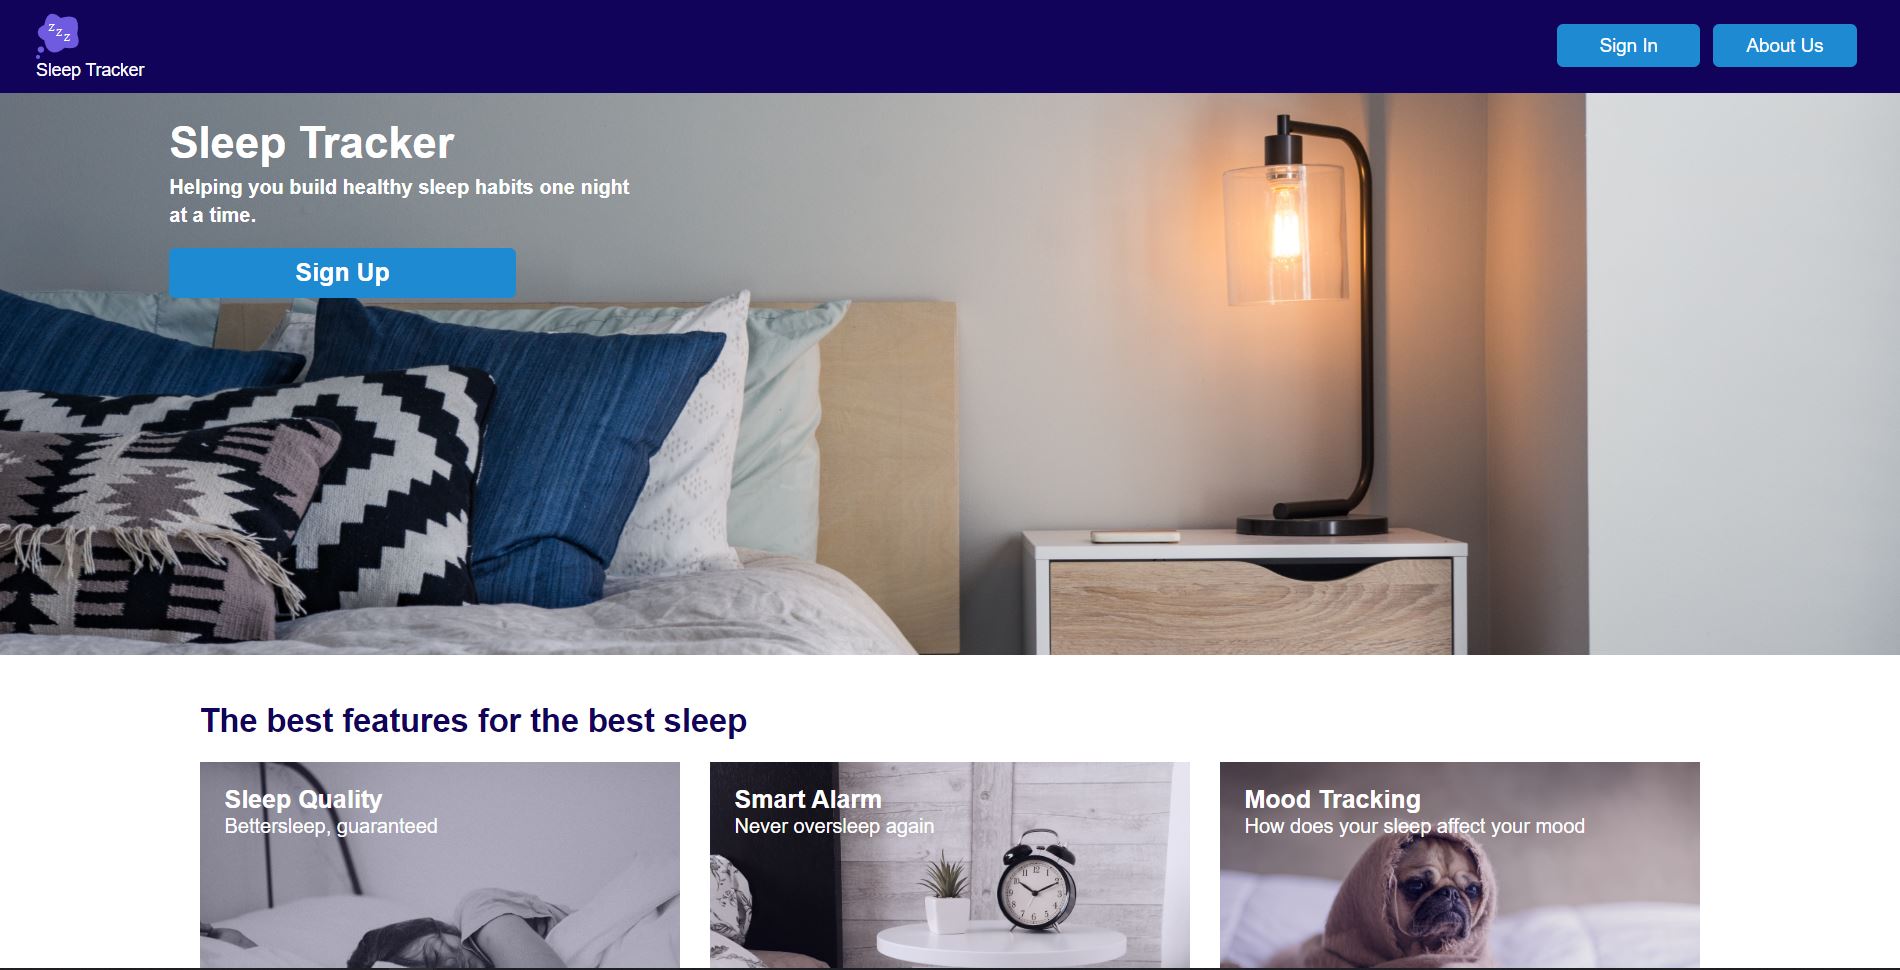 z z z
Sleep Tracker
Sign In
About Us
Sleep Tracker
Helping you build healthy sleep habits one night
at a time.
Sign Up
The best features for the best sleep
Sleep Quality
Bettersleep, guaranteed
Smart Alarm
Never oversleep again
Mood Tracking
How does your sleep affect your mood